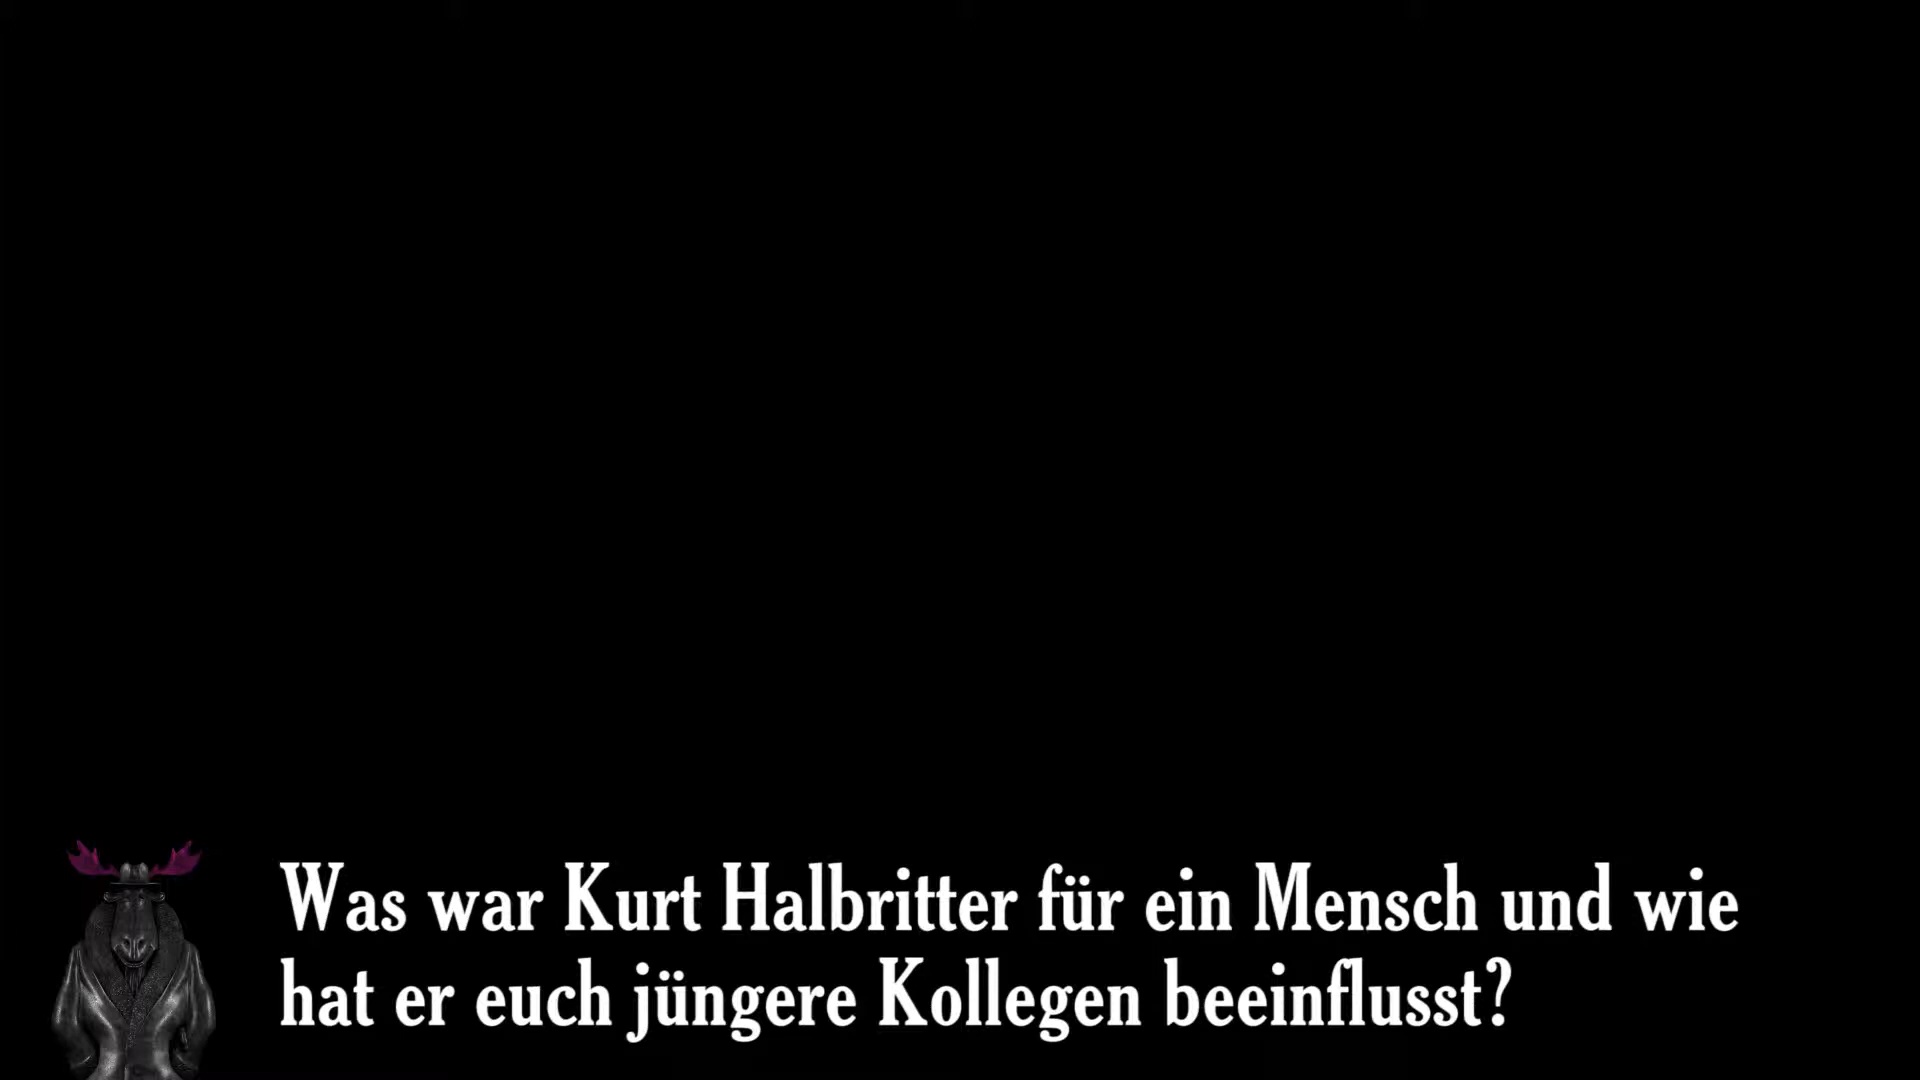 Was war Kurt Halbritter für ein Mensch und wie
hat er euch jüngere Kollegen beeinflusst?